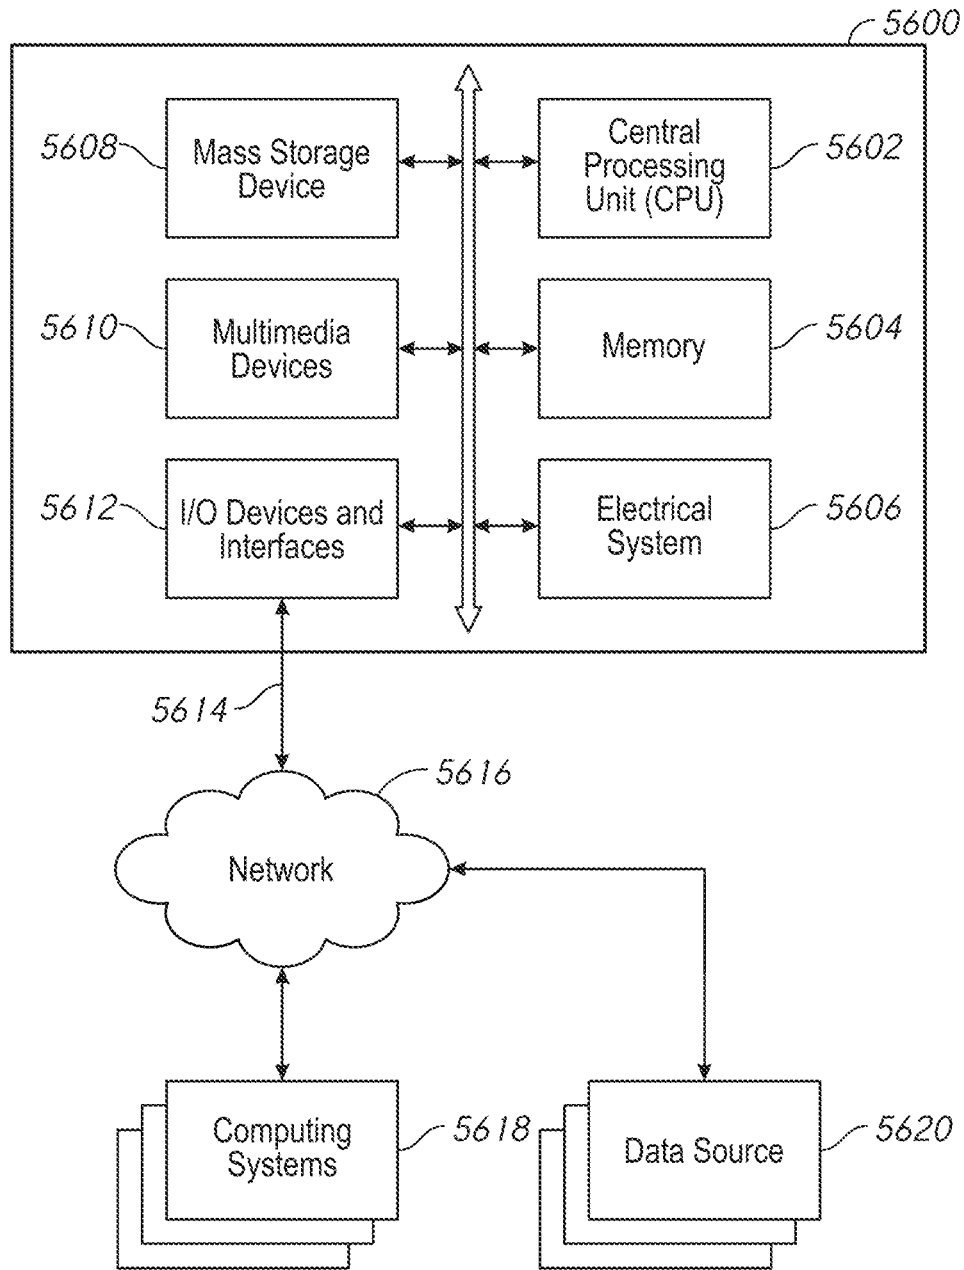 5600
5608
Mass Storage
Device
Central
Processing
Unit (CPU)
5602
5610
Multimedia
Devices
Memory
5604
5612
I/O Devices and
Interfaces
Electrical
System
5606
5614
5616
Network
Computing
Systems
5618
Data Source
5620